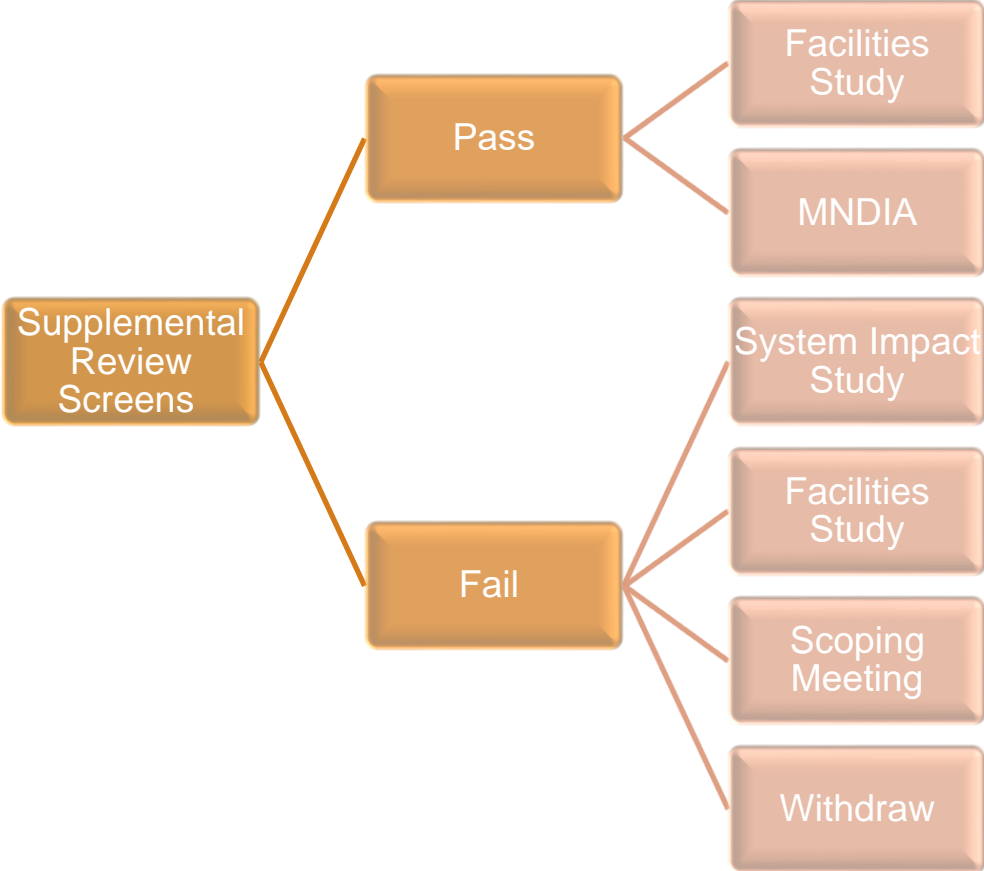 Supplemental
Review
Screens
Pass
Fail
Facilities
Study
MNDIA
System Impact
Study
Facilities
Study
Scoping
Meeting
Withdraw